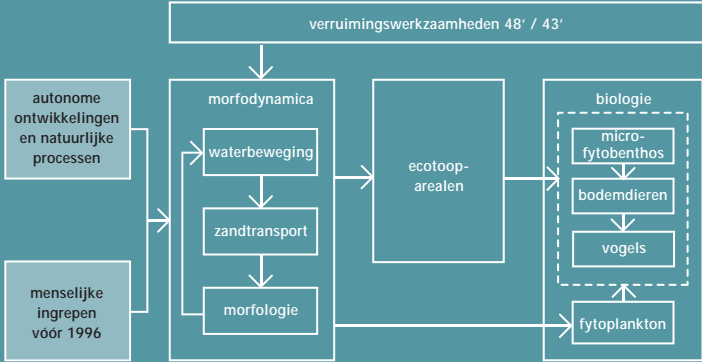 verruimingswerkzaamheden 48' / 43'
autonome
ontwikkelingen
en natuurlijke
processen
menselijke
ingrepen
vóór 1996
morfodynamica
waterbeweging
zandtransport
morfologie
ecotoop-
arealen
biologie
micro-
fytobenthos
bodemdieren
vogels
fytoplankton